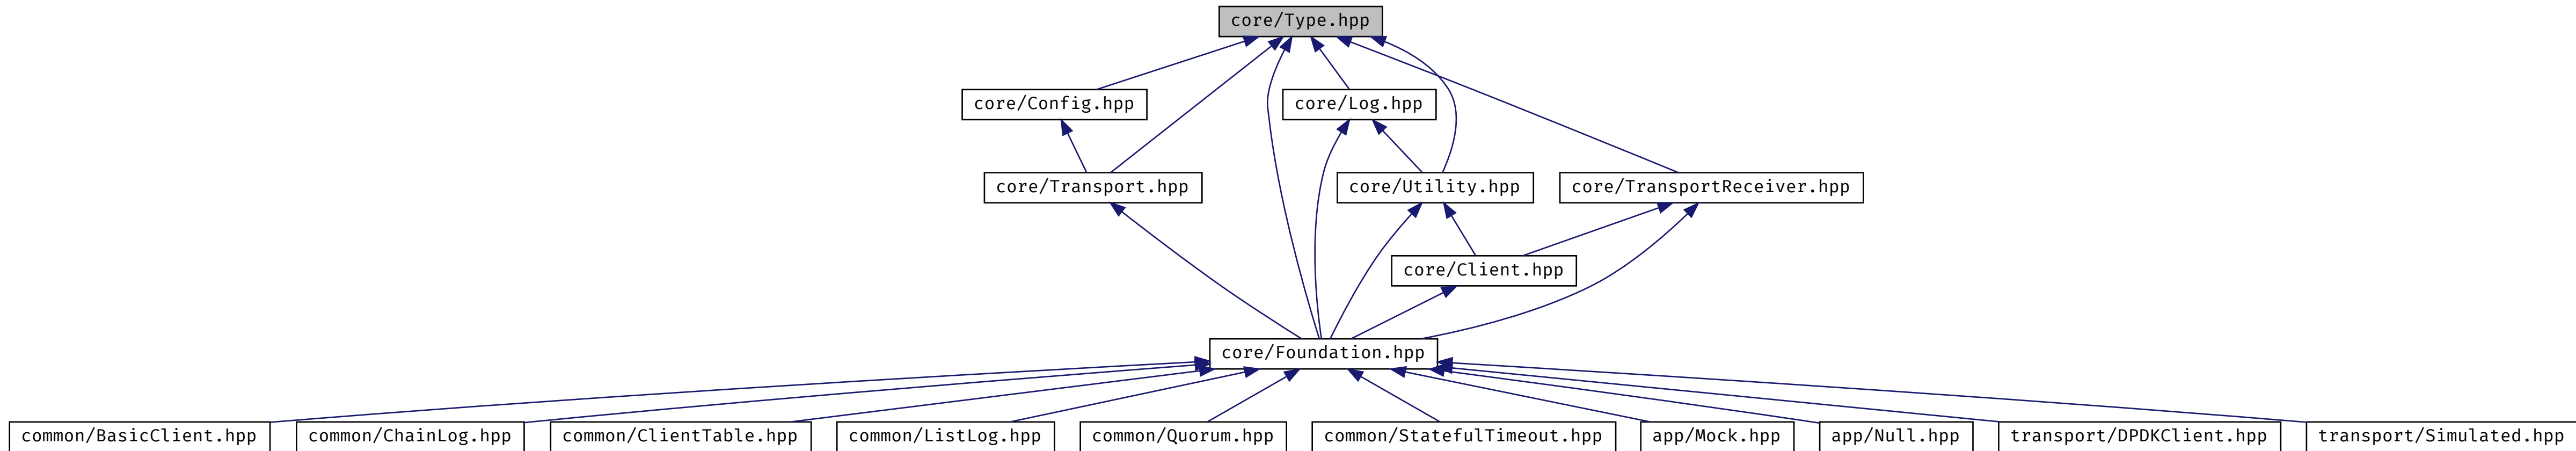 core/Type.hpp
core/Config.hpp
core/Log.hpp
core/Transport.hpp
core/Utility.hpp
core/TransportReceiver.hpp
core/Client.hpp
core/Foundation.hpp
common/BasicClient.hpp
common/ChainLog.hpp
common/ClientTable.hpp
common/ListLog.hpp
common/Quorum.hpp
common/StatefulTimeout.hpp
app/Mock.hpp
app/Null.hpp
transport/DPDKClient.hpp
transport/Simulated.hpp